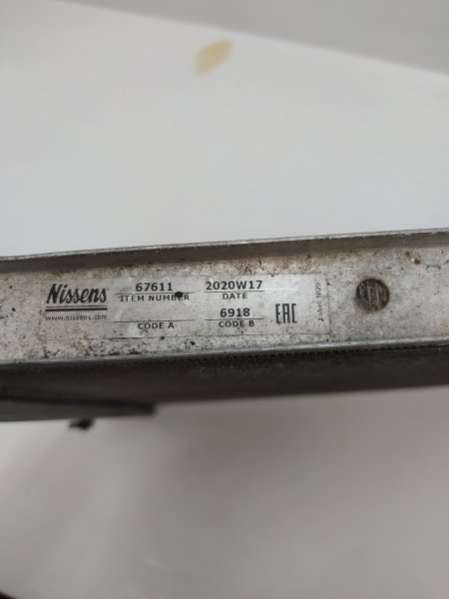 Nissens
www.nissens.com
67611
ITEM NUMBER
2020W17
DATE
CODE A
6918
CODE B
EAC